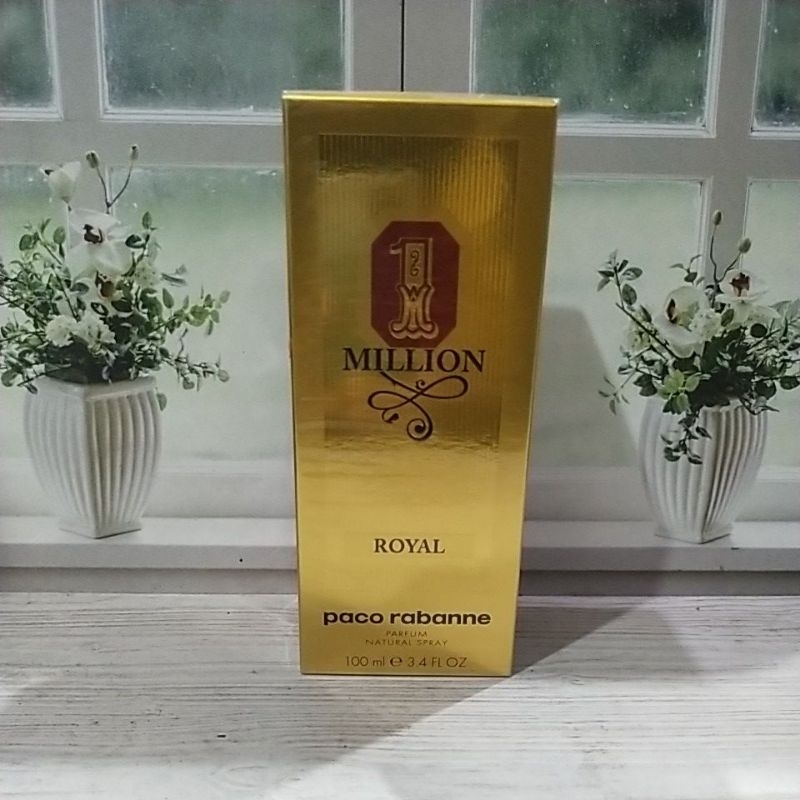 1
M
MILLION
ROYAL
paco rabanne
PARFUM
NATURAL SPRAY
100 ml ℮ 3.4 FL OZ